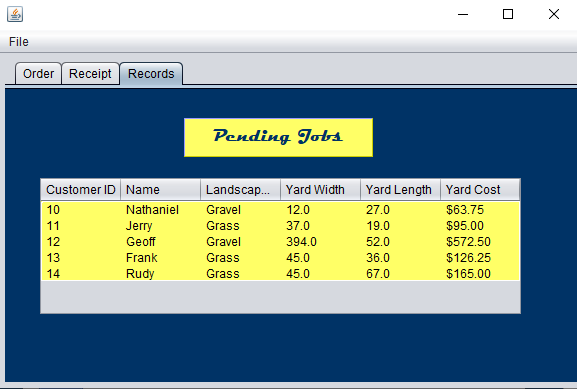 File
Order Receipt Records
Pending Jobs
Customer ID Name Landscap... Yard Width Yard Length Yard Cost
10 Nathaniel Gravel 12.0 27.0 $63.75
11 Jerry Grass 37.0 19.0 $95.00
12 Geoff Gravel 394.0 52.0 $572.50
13 Frank Grass 45.0 36.0 $126.25
14 Rudy Grass 45.0 67.0 $165.00